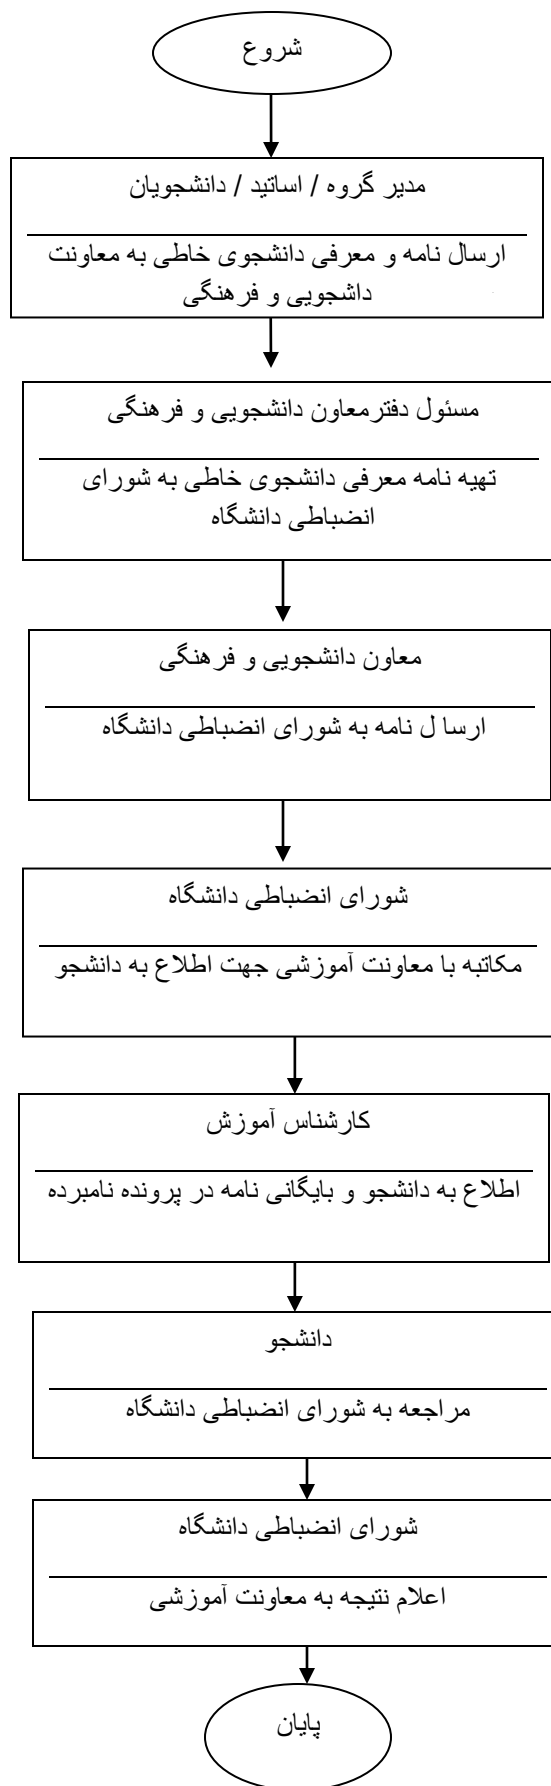 شروع
مدیر گروه / اساتید / دانشجویان
ارسال نامه و معرفی دانشجوی خاطی به معاونت
داشجویی و فرهنگی
مسئول دفترمعاون دانشجویی و فرهنگی
تهیه نامه معرفی دانشجوی خاطی به شورای
انضباطی دانشگاه
معاون دانشجویی و فرهنگی
ارسا ل نامه به شورای انضباطی دانشگاه
شورای انضباطی دانشگاه
مکاتبه با معاونت آموزشی جهت اطلاع به دانشجو
کارشناس آموزش
اطلاع به دانشجو و بایگانی نامه در پرونده نامبرده
دانشجو
مراجعه به شورای انضباطی دانشگاه
شورای انضباطی دانشگاه
اعلام نتیجه به معاونت آموزشی
پایان